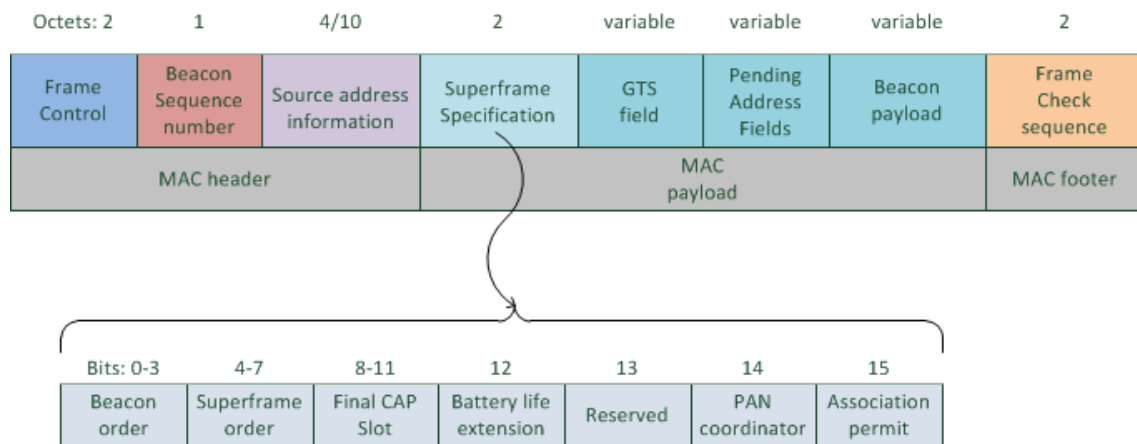 Octets: 2 1 4/10 2 variable variable variable 2
Frame
Control
Beacon
Sequence
number
Source address
information
Superframe
Specification
GTS
field
Pending
Address
Fields
Beacon
payload
Frame
Check
sequence
MAC header
MAC
payload
MAC footer
Bits: 0-3 4-7 8-11 12 13 14 15
Beacon
order
Superframe
order
Final CAP
Slot
Battery life
extension
Reserved
PAN
coordinator
Association
permit